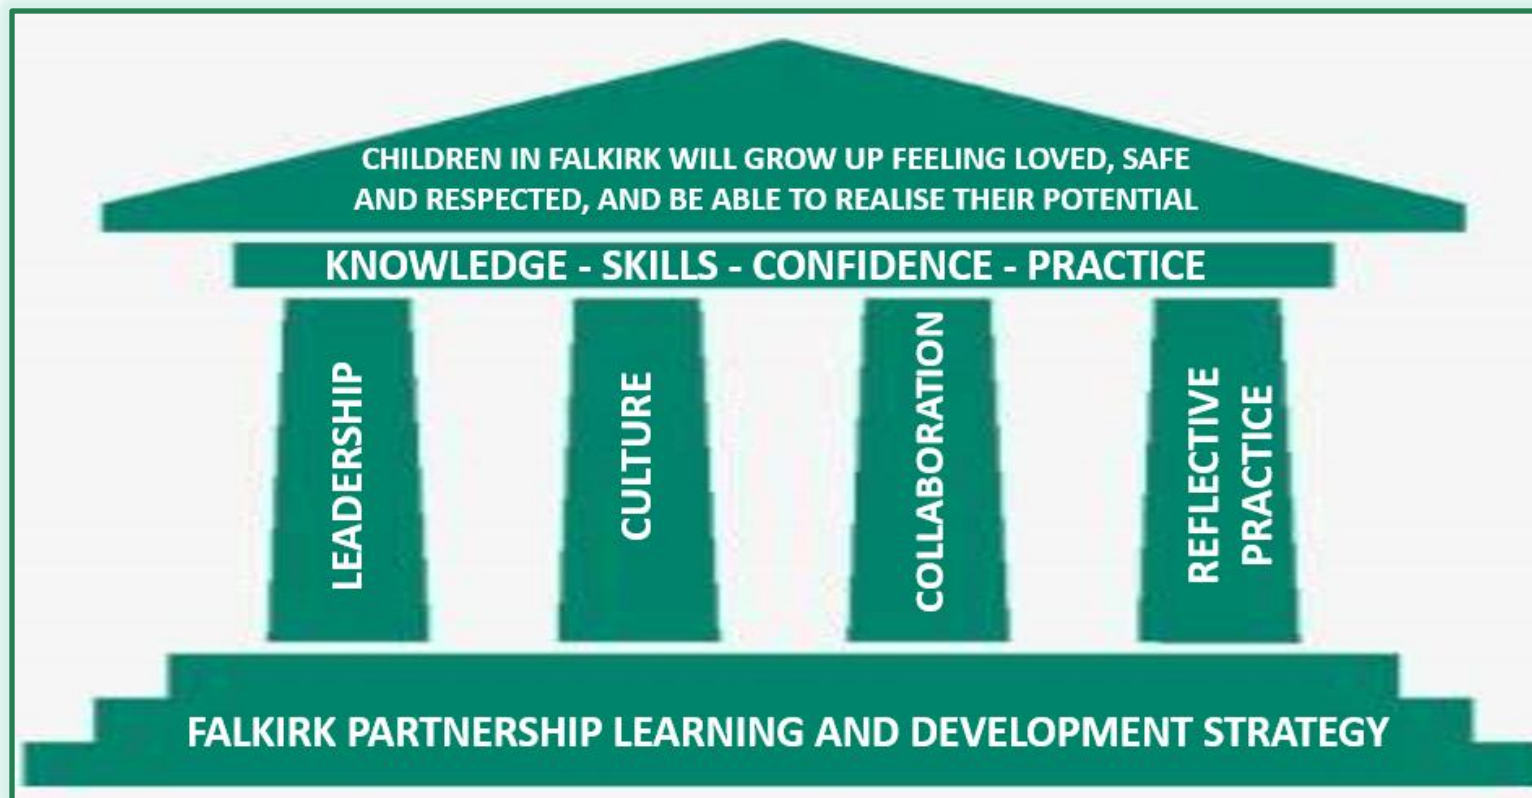 CHILDREN IN FALKIRK WILL GROW UP FEELING LOVED, SAFE
AND RESPECTED, AND BE ABLE TO REALISE THEIR POTENTIAL
KNOWLEDGE - SKILLS - CONFIDENCE - PRACTICE
LEADERSHIP
CULTURE
COLLABORATION
REFLECTIVE
PRACTICE
FALKIRK PARTNERSHIP LEARNING AND DEVELOPMENT STRATEGY